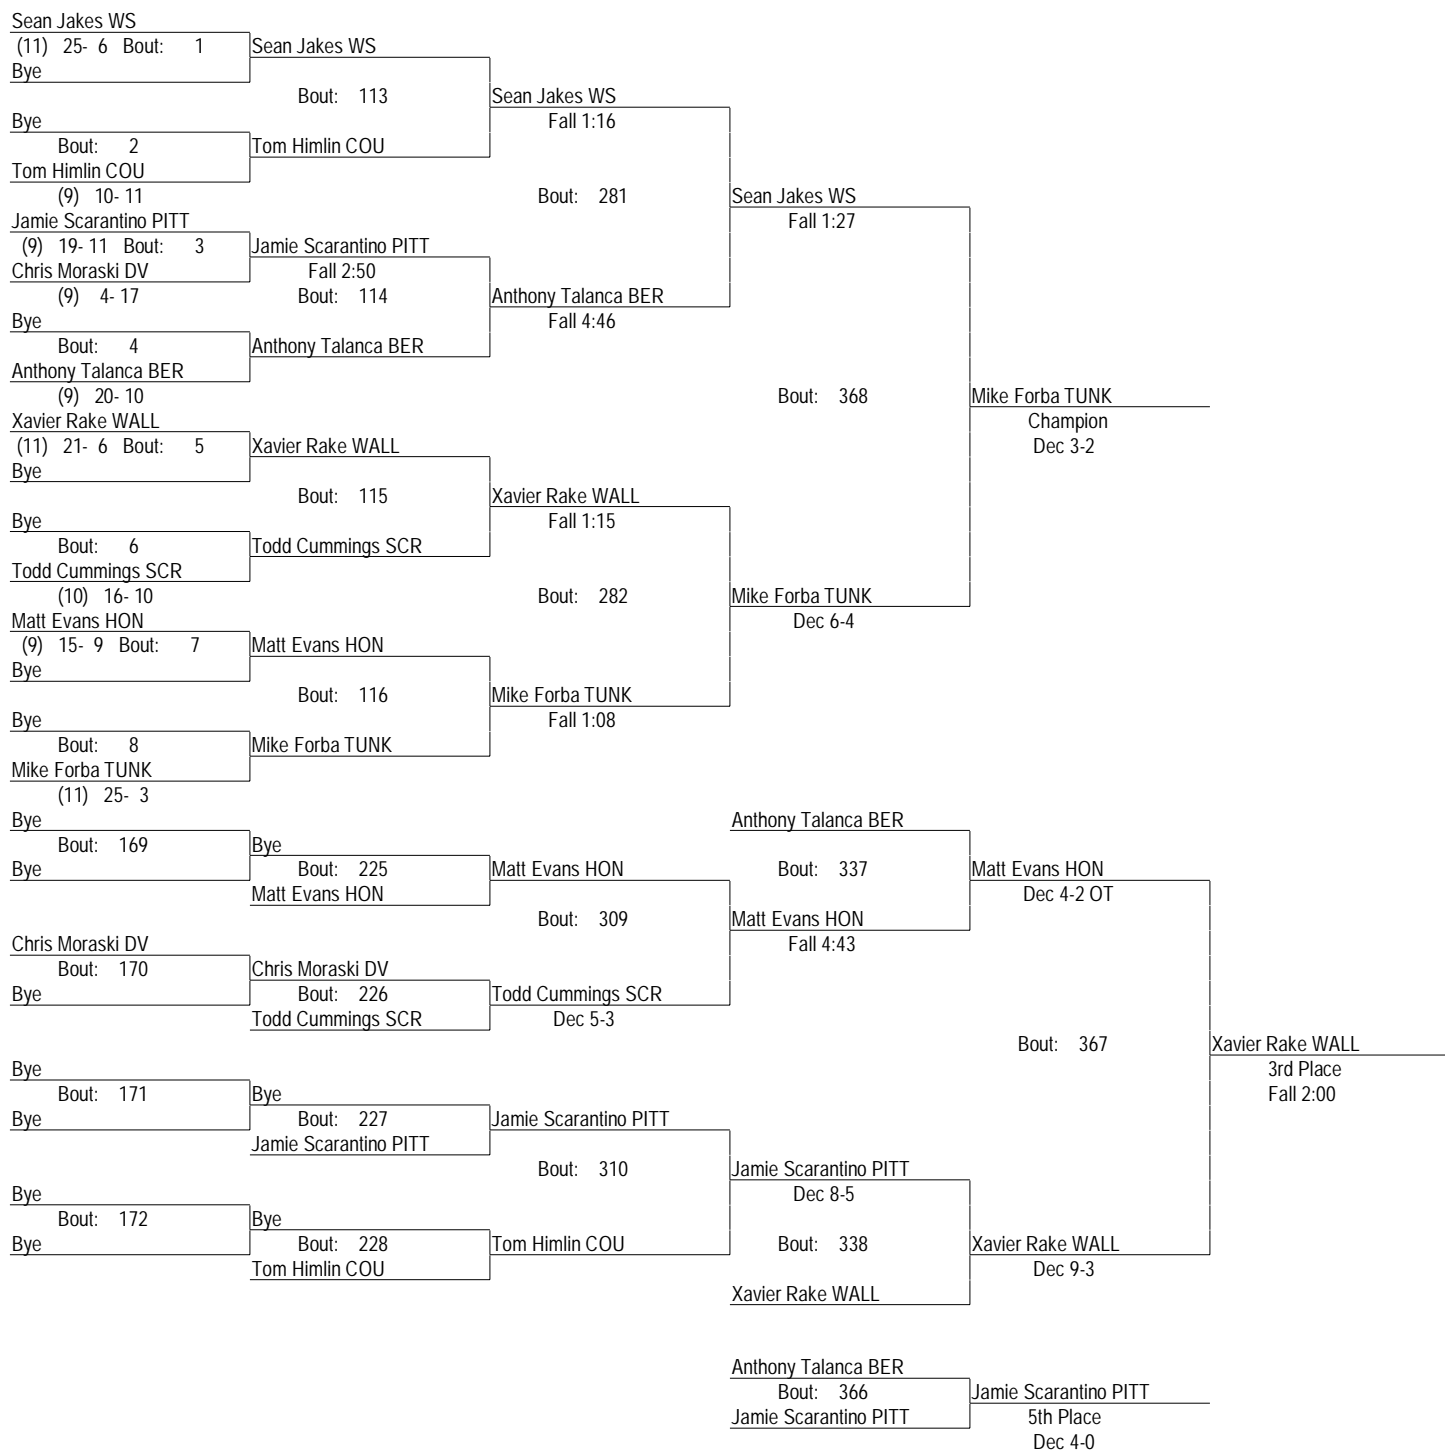 Sean Jakes WS
(11) 25- 6 Bout: 1 Sean Jakes WS
Bye
Bout: 113 Sean Jakes WS
Bye Fall 1:16
Bout: 2 Tom Himlin COU
Tom Himlin COU
(9) 10- 11 Bout: 281 Sean Jakes WS
Jamie Scarantino PITT Fall 1:27
(9) 19- 11 Bout: 3 Jamie Scarantino PITT
Chris Moraski DV Fall 2:50
(9) 4- 17 Bout: 114 Anthony Talanca BER
Bye Fall 4:46
Bout: 4 Anthony Talanca BER
Anthony Talanca BER
(9) 20- 10 Bout: 368 Mike Forba TUNK
Xavier Rake WALL Champion
(11) 21- 6 Bout: 5 Xavier Rake WALL Dec 3-2
Bye
Bout: 115 Xavier Rake WALL
Bye Fall 1:15
Bout: 6 Todd Cummings SCR
Todd Cummings SCR
(10) 16- 10 Bout: 282 Mike Forba TUNK
Matt Evans HON Dec 6-4
(9) 15- 9 Bout: 7 Matt Evans HON
Bye
Bout: 116 Mike Forba TUNK
Bye Fall 1:08
Bout: 8 Mike Forba TUNK
Mike Forba TUNK
(11) 25- 3
Bye Anthony Talanca BER
Bout: 169 Bye
Bye Bout: 225 Matt Evans HON Bout: 337 Matt Evans HON
Matt Evans HON Dec 4-2 OT
Bout: 309 Matt Evans HON
Chris Moraski DV Fall 4:43
Bout: 170 Chris Moraski DV
Bye Bout: 226 Todd Cummings SCR
Todd Cummings SCR Dec 5-3
Bout: 367 Xavier Rake WALL
Bye 3rd Place
Bout: 171 Bye Fall 2:00
Bye Bout: 227 Jamie Scarantino PITT
Jamie Scarantino PITT
Bout: 310 Jamie Scarantino PITT
Bye Dec 8-5
Bout: 172 Bye
Bye Bout: 228 Tom Himlin COU Bout: 338 Xavier Rake WALL
Tom Himlin COU Dec 9-3
Xavier Rake WALL
Anthony Talanca BER
Bout: 366 Jamie Scarantino PITT
Jamie Scarantino PITT 5th Place
Dec 4-0